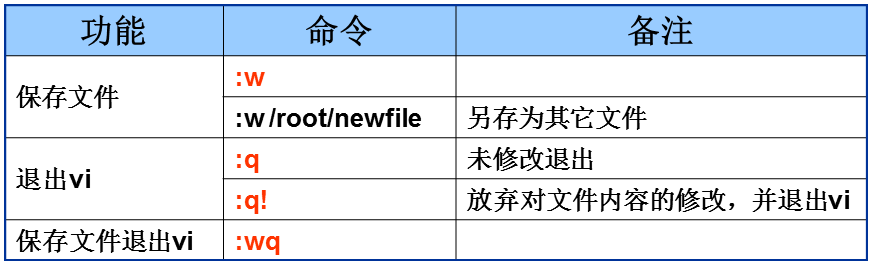 功能 命令 备注
保存文件 :w
:w /root/newfile 另存为其它文件
退出vi :q 未修改退出
:q! 放弃对文件内容的修改，并退出vi
保存文件退出vi :wq